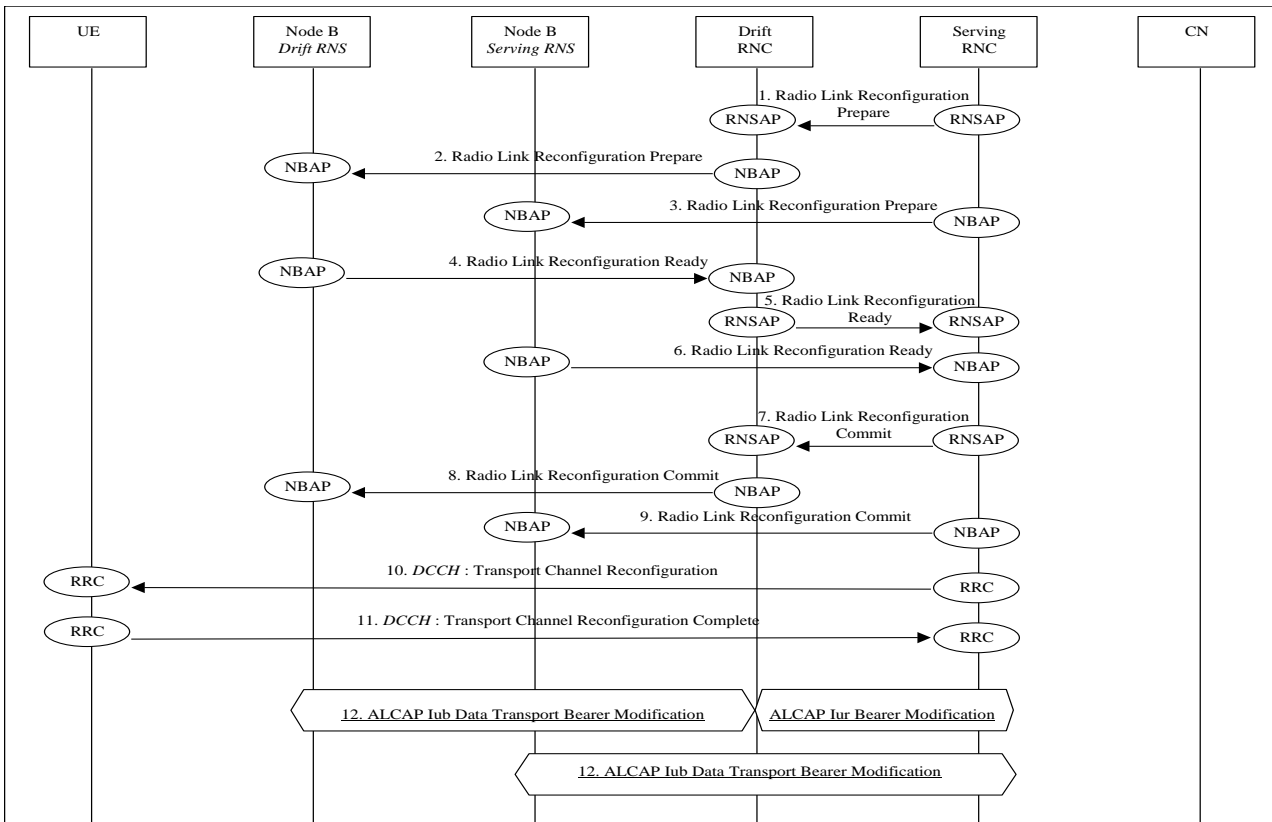 UE
Node B
Drift RNS
Node B
Serving RNS
Drift
RNC
Serving
RNC
CN
1. Radio Link Reconfiguration
Prepare
RNSAP
RNSAP
2. Radio Link Reconfiguration Prepare
NBAP
NBAP
3. Radio Link Reconfiguration Prepare
NBAP
NBAP
4. Radio Link Reconfiguration Ready
NBAP
NBAP
5. Radio Link Reconfiguration
Ready
RNSAP
RNSAP
6. Radio Link Reconfiguration Ready
NBAP
NBAP
7. Radio Link Reconfiguration
Commit
RNSAP
RNSAP
8. Radio Link Reconfiguration Commit
NBAP
NBAP
9. Radio Link Reconfiguration Commit
NBAP
NBAP
10. DCCH : Transport Channel Reconfiguration
RRC
RRC
11. DCCH : Transport Channel Reconfiguration Complete
RRC
RRC
12. ALCAP Iub Data Transport Bearer Modification
ALCAP Iur Bearer Modification
12. ALCAP Iub Data Transport Bearer Modification